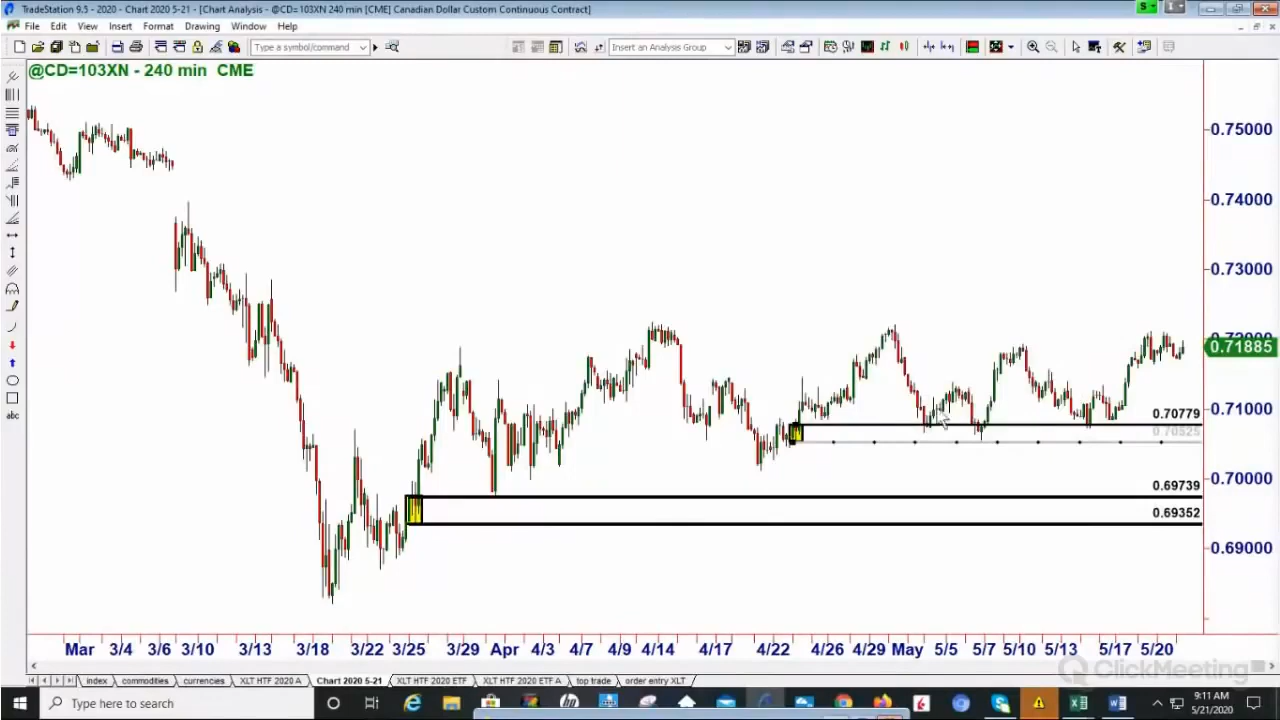 TradeStation 9.5 - 2020 - Chart 2020 5-21 - [Chart Analysis - @CD=103XN 240 min [CME] Canadian Dollar Custom Continuous Contract]
File Edit View Insert Format Drawing Window Help
Type a symbol/command
Insert an Analysis Group
@CD=103XN - 240 min CME
0.75000
0.74000
0.73000
0.72000
0.71885
0.71000
0.70779
0.70525
0.70000
0.69739
0.69352
0.69000
abc
Mar 3/4 3/6 3/10 3/13 3/18 3/22 3/25 3/29 Apr 4/3 4/7 4/9 4/14 4/17 4/22 4/26 4/29 May 5/5 5/7 5/10 5/13 5/17 5/20
ClickMeeting
index commodities currencies XLT HTF 2020 A Chart 2020 5-21 XLT HTF 2020 ETF XLT HTF 2020 ETF A top trade order entry XLT
Type here to search
9:11 AM
5/21/2020